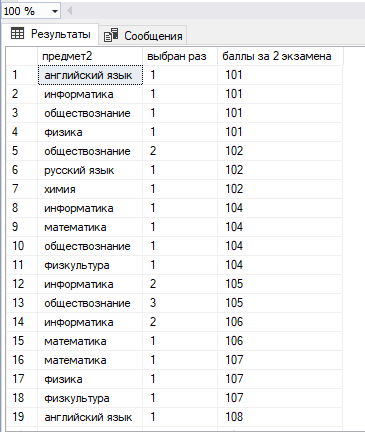 100 %
Результаты Сообщения
предмет2 выбран раз баллы за 2 экзамена
1 английский язык 1 101
2 информатика 1 101
3 обществознание 1 101
4 физика 1 101
5 обществознание 2 102
6 русский язык 1 102
7 химия 1 102
8 информатика 1 104
9 математика 1 104
10 обществознание 1 104
11 физкультура 1 104
12 информатика 2 105
13 обществознание 3 105
14 информатика 2 106
15 математика 1 106
16 математика 1 107
17 физика 1 107
18 физкультура 1 107
19 английский язык 1 108